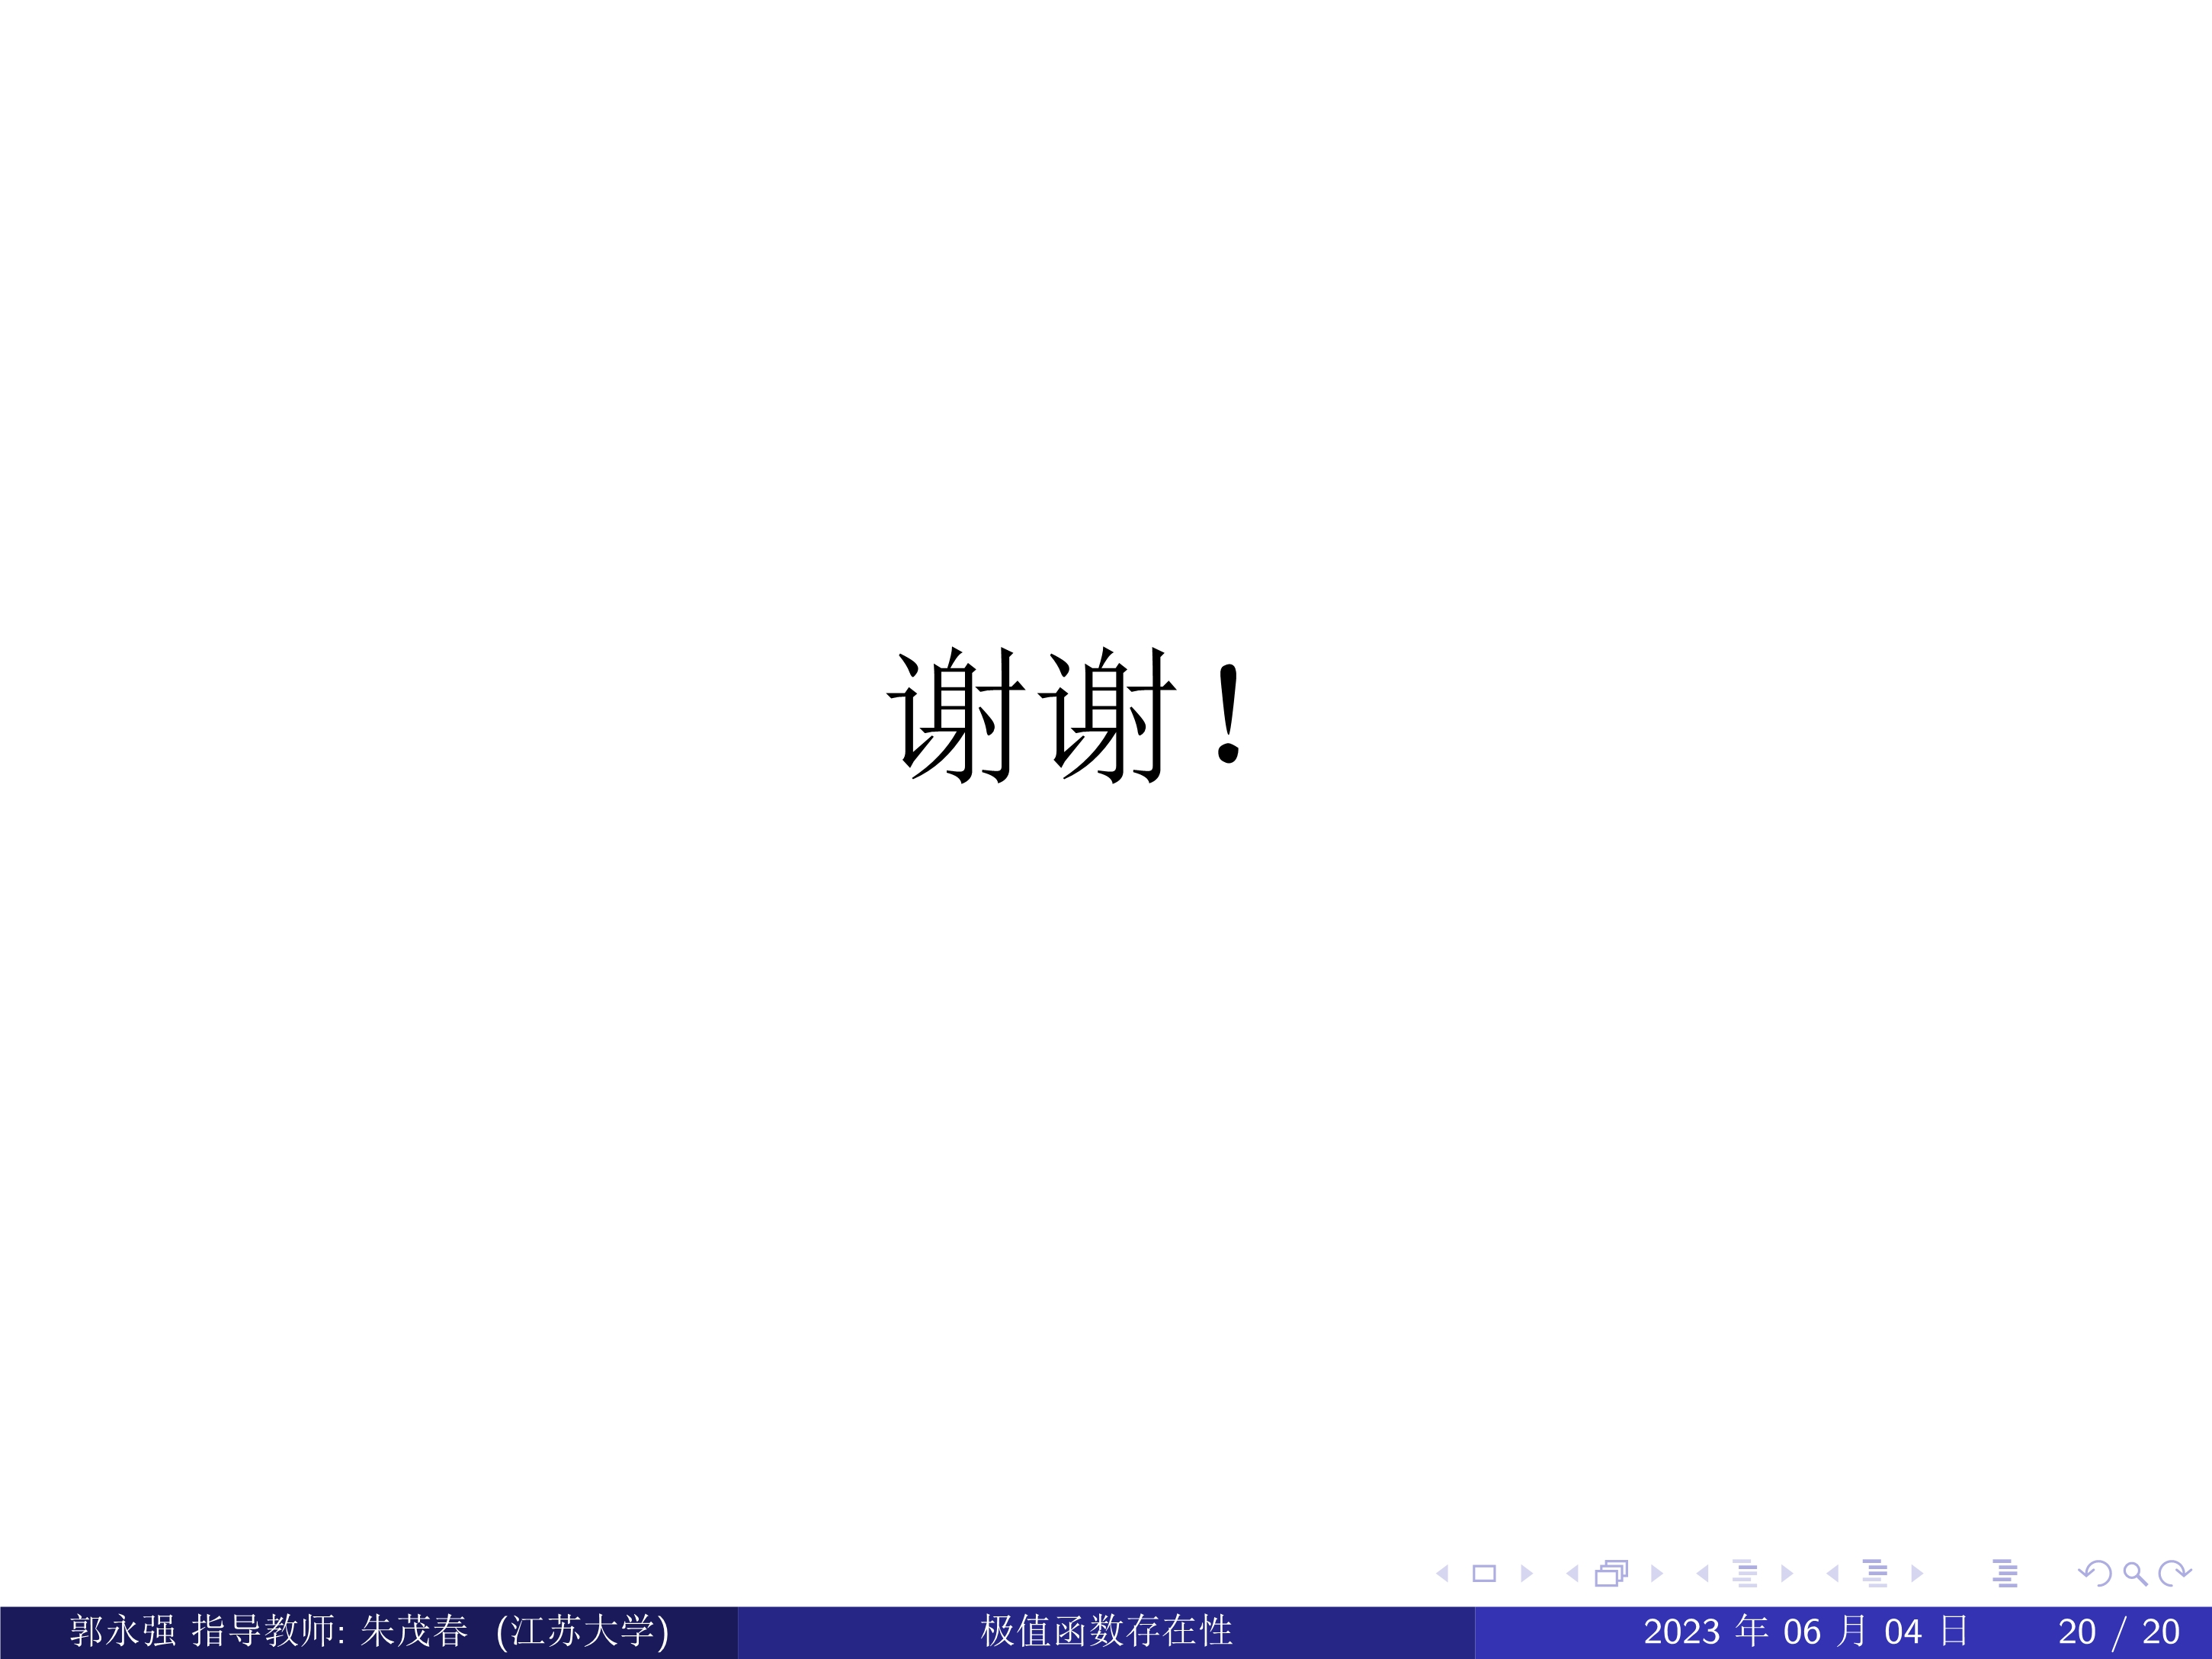 谢谢！
郭永强 指导教师: 朱茂春 (江苏大学)
极值函数存在性
2023 年 06 月 04 日
20 / 20